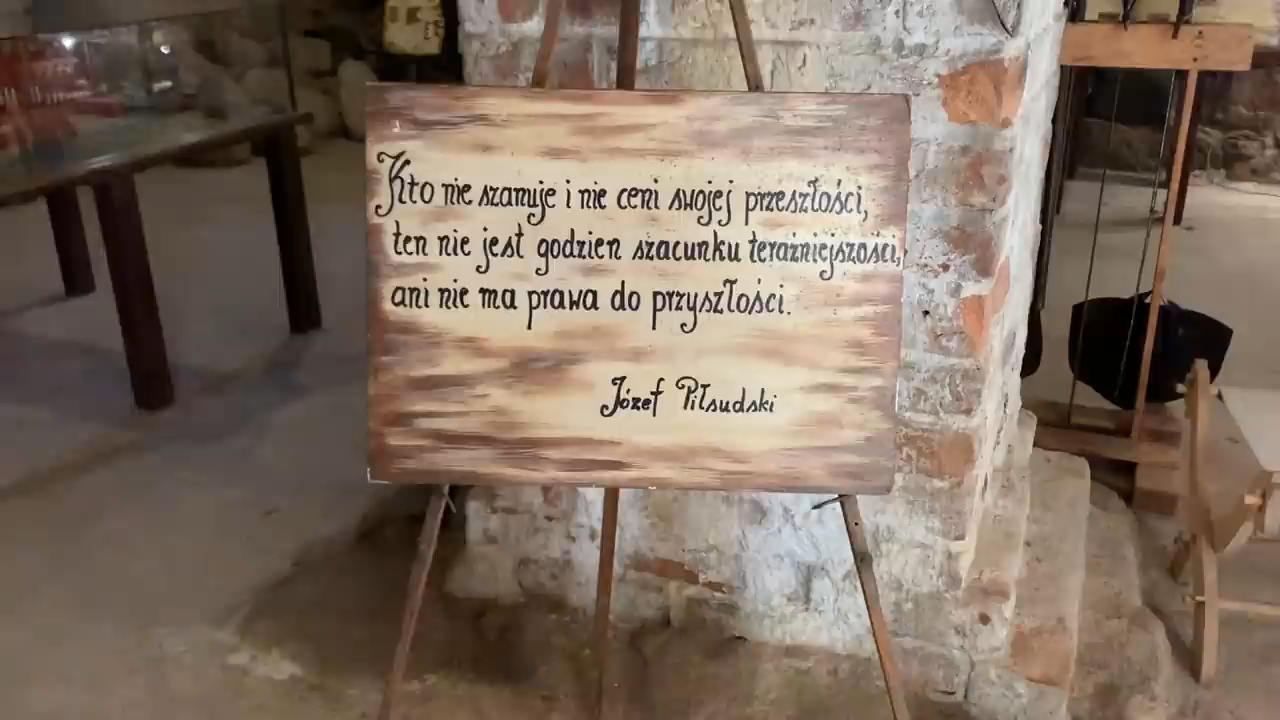 Kto nie szanuje i nie ceni swojej przeszłości,
ten nie jest godzien szacunku teraźniejszości,
ani nie ma prawa do przyszłości.
Józef Piłsudski